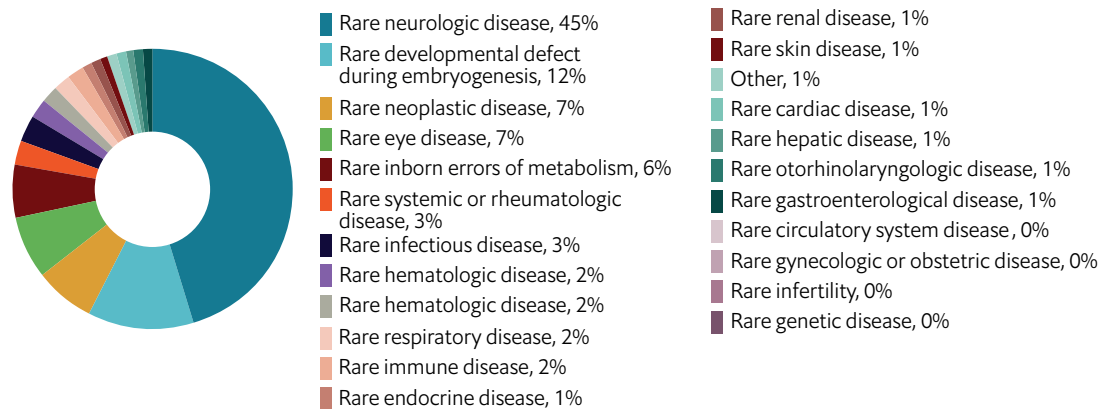 Rare neurologic disease, 45%
Rare developmental defect
during embryogenesis, 12%
Rare neoplastic disease, 7%
Rare eye disease, 7%
Rare inborn errors of metabolism, 6%
Rare systemic or rheumatologic
disease, 3%
Rare infectious disease, 3%
Rare hematologic disease, 2%
Rare hematologic disease, 2%
Rare respiratory disease, 2%
Rare immune disease, 2%
Rare endocrine disease, 1%
Rare renal disease, 1%
Rare skin disease, 1%
Other, 1%
Rare cardiac disease, 1%
Rare hepatic disease, 1%
Rare otorhinolaryngologic disease, 1%
Rare gastroenterological disease, 1%
Rare circulatory system disease , 0%
Rare gynecologic or obstetric disease, 0%
Rare infertility, 0%
Rare genetic disease, 0%